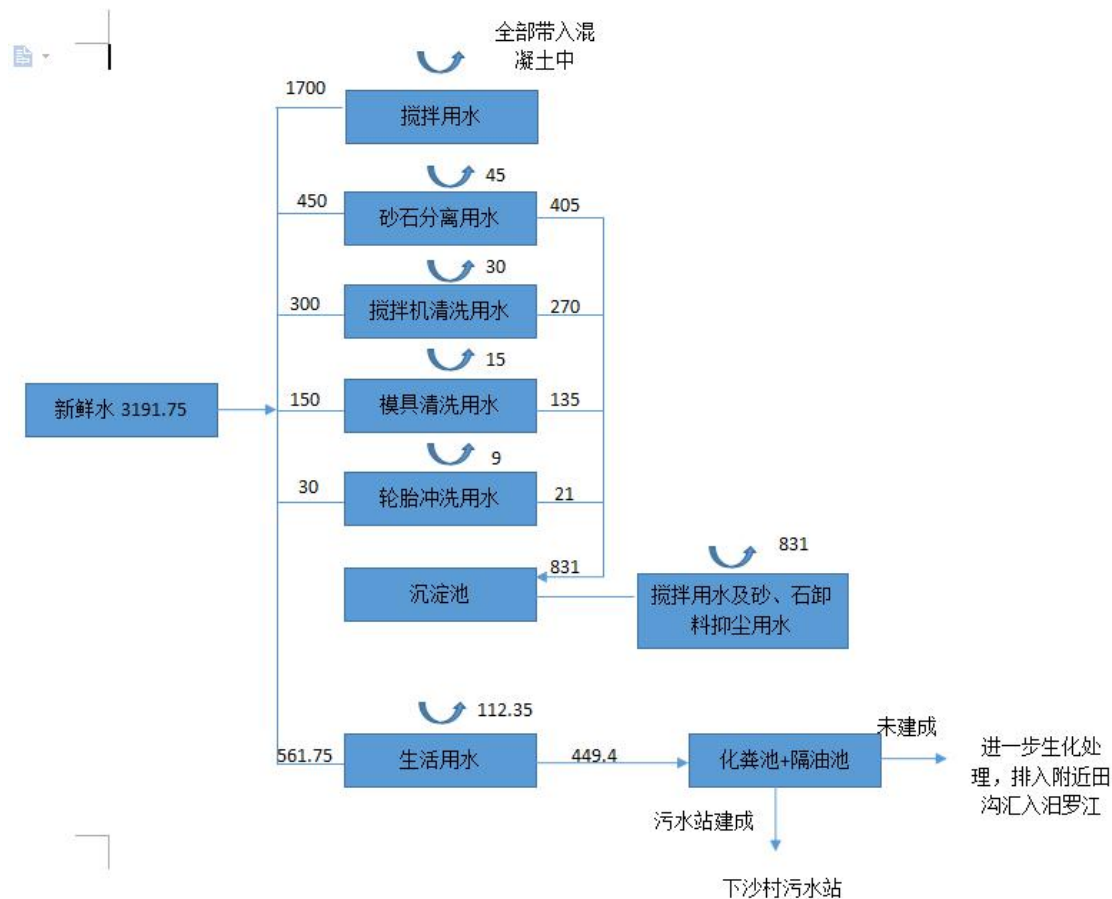 全部带入混
凝土中
1700
搅拌用水
45
450
砂石分离用水
405
30
300
搅拌机清洗用水
270
15
新鲜水 3191.75
150
模具清洗用水
135
9
30
轮胎冲洗用水
21
831
831
沉淀池
搅拌用水及砂、石卸
料抑尘用水
112.35
561.75
生活用水
449.4
化粪池+隔油池
未建成
进一步生化处
理，排入附近田
沟汇入汨罗江
污水站建成
下沙村污水站